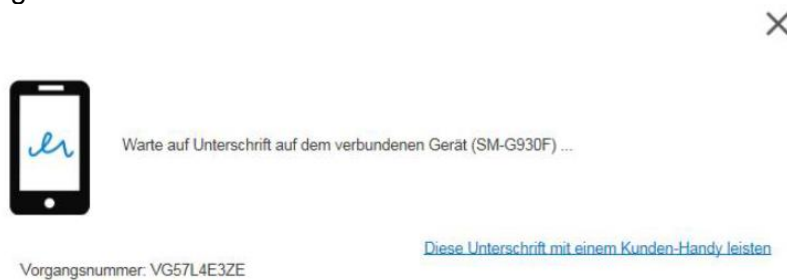 Warte auf Unterschrift auf dem verbundenen Gerät (SM-G930F) ...
Diese Unterschrift mit einem Kunden-Handy leisten
Vorgangsnummer: VG57L4E3ZE